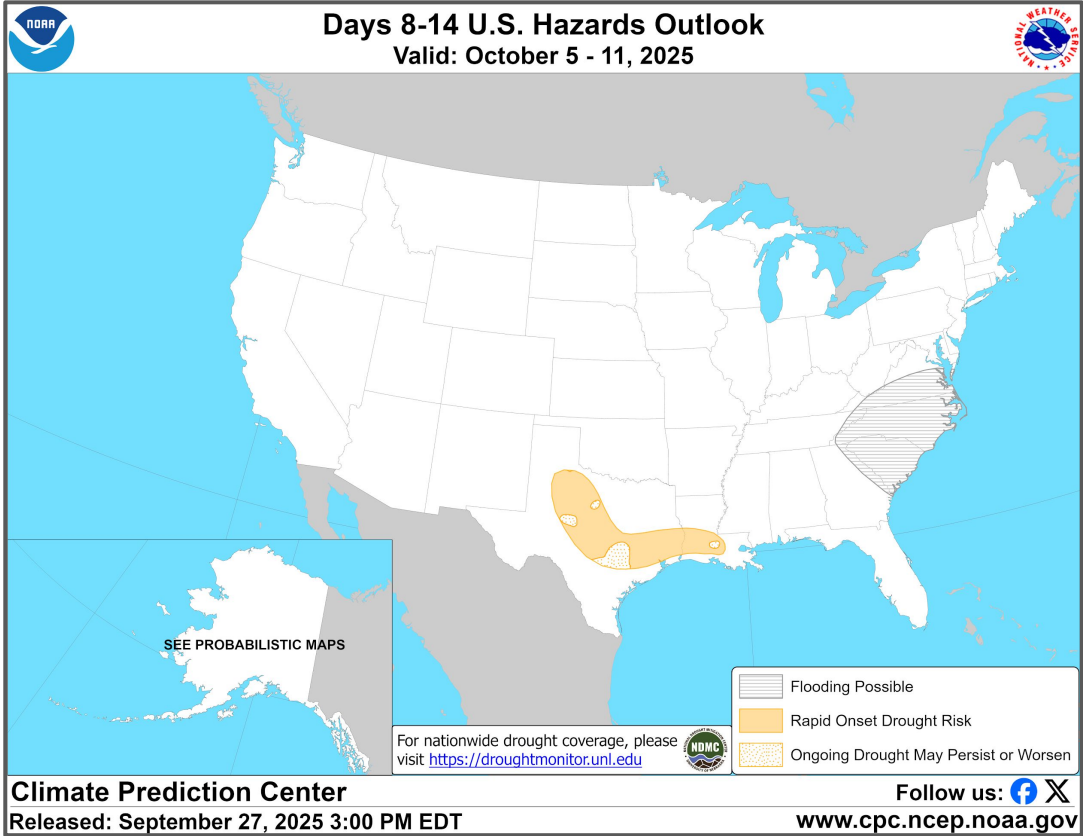 NOAA
Days 8-14 U.S. Hazards Outlook
Valid: October 5 - 11, 2025
NATIONAL WEATHER SERVICE
SEE PROBABILISTIC MAPS
For nationwide drought coverage, please
visit https://droughtmonitor.unl.edu
NDMC
Flooding Possible
Rapid Onset Drought Risk
Ongoing Drought May Persist or Worsen
Climate Prediction Center
Released: September 27, 2025 3:00 PM EDT
Follow us:
www.cpc.ncep.noaa.gov